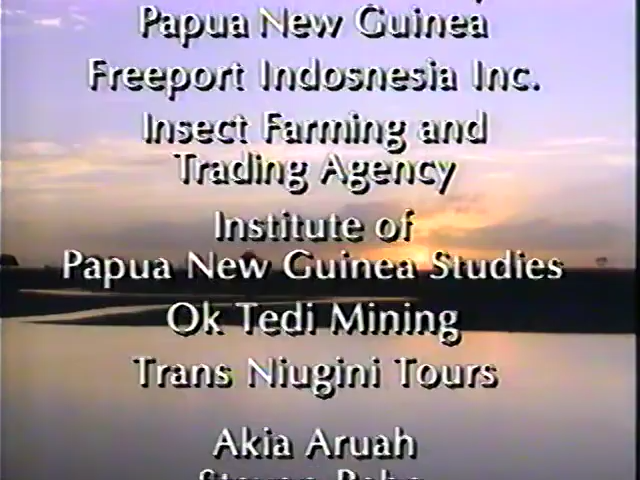 Papua New Guinea
Freeport Indosnesia Inc.
Insect Farming and
Trading Agency
Institute of
Papua New Guinea Studies
Ok Tedi Mining
Trans Niugini Tours
Akia Aruah